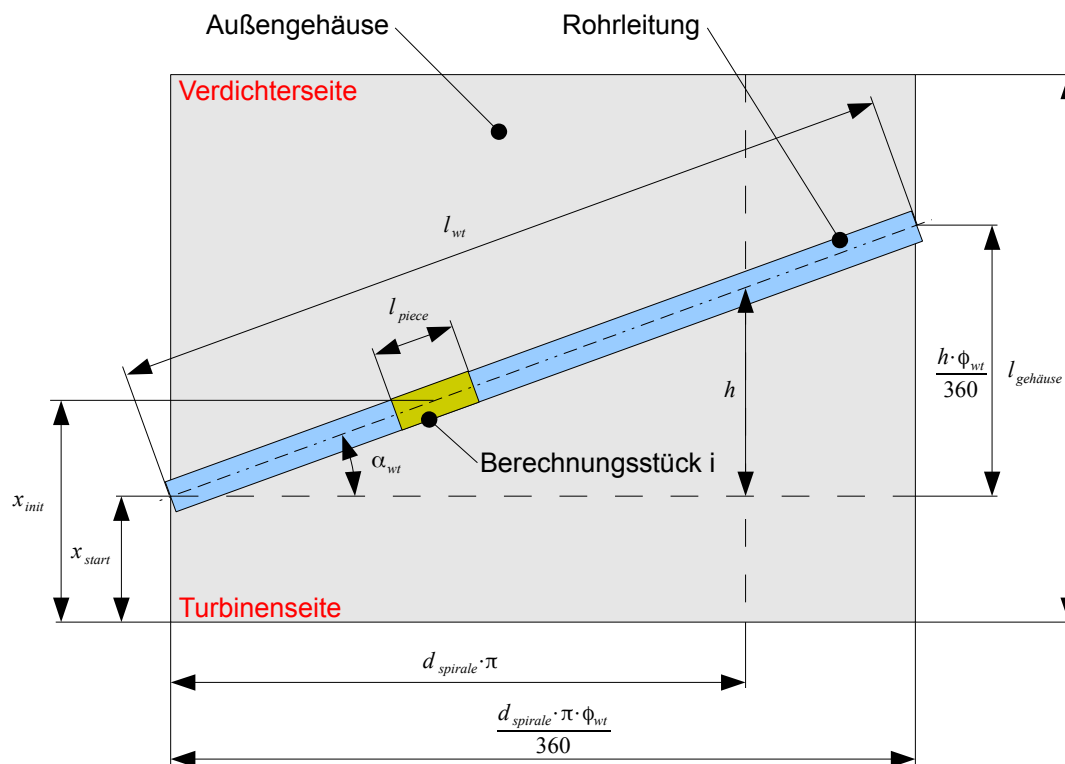 Außengehäuse
Rohrleitung
Verdichterseite
l_wt
l_piece
h
h·ϕ_wt
360
l_gehäuse
α_wt
Berechnungsstück i
x_init
x_start
Turbinenseite
d_spirale·π
d_spirale·π·ϕ_wt
360